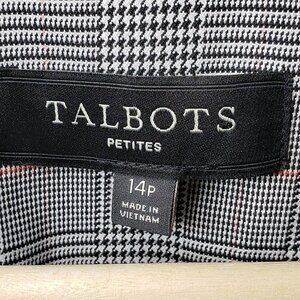 TALBOTS
PETITES
14P
MADE IN
VIETNAM